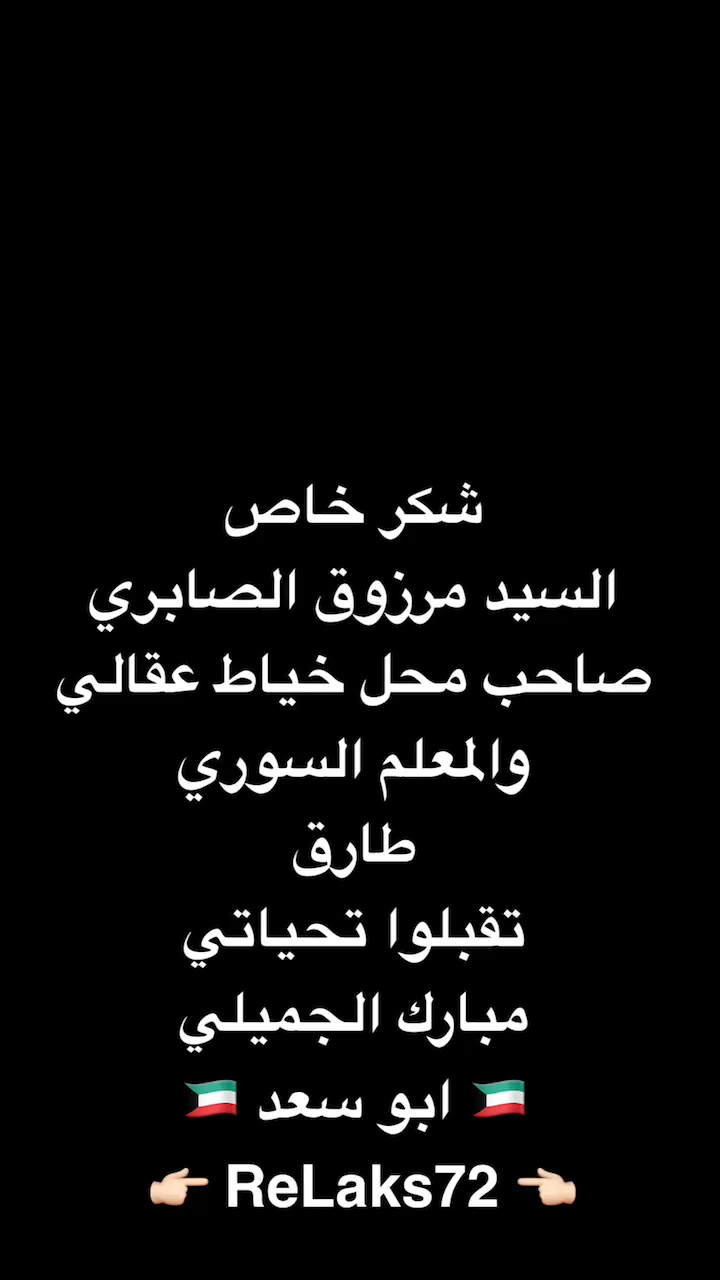 شكر خاص
السيد مرزوق الصابري
صاحب محل خياط عقالي
والمعلم السوري
طارق
تقبلوا تحياتي
مبارك الجميلي
🇰🇼 ابو سعد 🇰🇼
👉🏻 ReLaks72 👈🏻